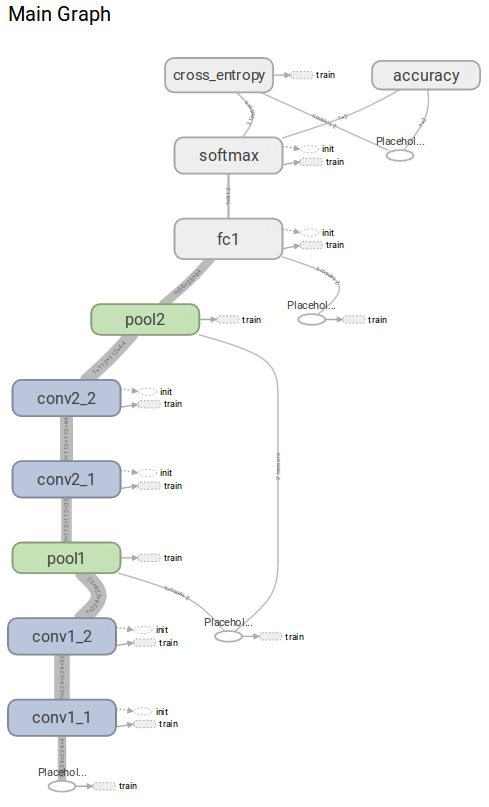 Main Graph
cross_entropy
train
accuracy
Placehol...
softmax
init
train
fc1
init
train
Placehol...
train
pool2
train
conv2_2
init
train
conv2_1
init
train
pool1
train
Placehol...
train
conv1_2
init
train
conv1_1
init
train
Placehol...
train